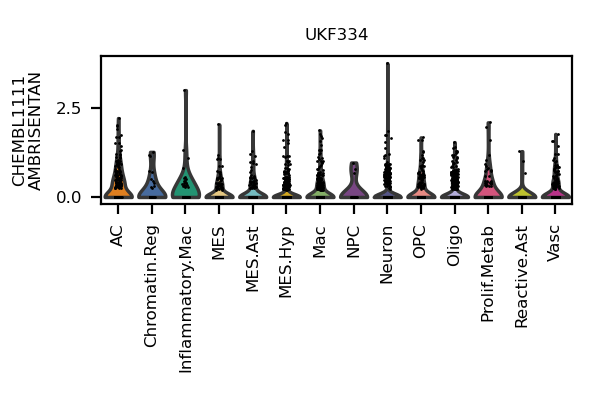 UKF334
CHEMBL1111
AMBRISENTAN
2.5
0.0
AC
Chromatin.Reg
Inflammatory.Mac
MES
MES.Ast
MES.Hyp
Mac
NPC
Neuron
OPC
Oligo
Prolif.Metab
Reactive.Ast
Vasc